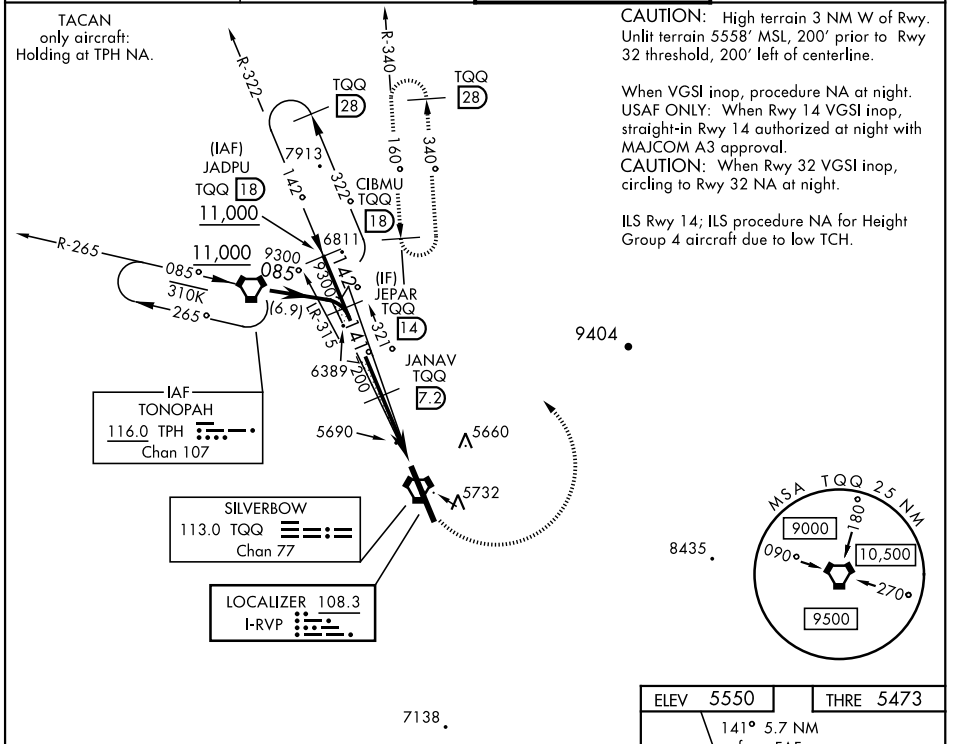 TACAN
only aircraft:
Holding at TPH NA.
CAUTION: High terrain 3 NM W of Rwy.
Unlit terrain 5558' MSL, 200' prior to Rwy
32 threshold, 200' left of centerline.
When VGSI inop, procedure NA at night.
USAF ONLY: When Rwy 14 VGSI inop,
straight-in Rwy 14 authorized at night with
MAJCOM A3 approval.
CAUTION: When Rwy 32 VGSI inop,
circling to Rwy 32 NA at night.
ILS Rwy 14; ILS procedure NA for Height
Group 4 aircraft due to low TCH.
R-322
R-340
TQQ
28
TQQ
28
7913
142°
322°
160°
340°
(IAF)
JADPU
TQQ 18
11,000
CIBMU
TQQ
18
R-265
11,000
085°
310K
265°
9300
085°
(6.9)
6811
9300
142°
LR-315
(IF)
JEPAR
TQQ
14
141°
321°
6389
7200
JANAV
TQQ
7.2
9404
IAF
TONOPAH
116.0 TPH
Chan 107
5690
5660
5732
SILVERBOW
113.0 TQQ
Chan 77
LOCALIZER 108.3
I-RVP
8435
7138
MSA TQQ 25 NM
9000
180°
090°
10,500
270°
9500
ELEV 5550
THRE 5473
141° 5.7 NM